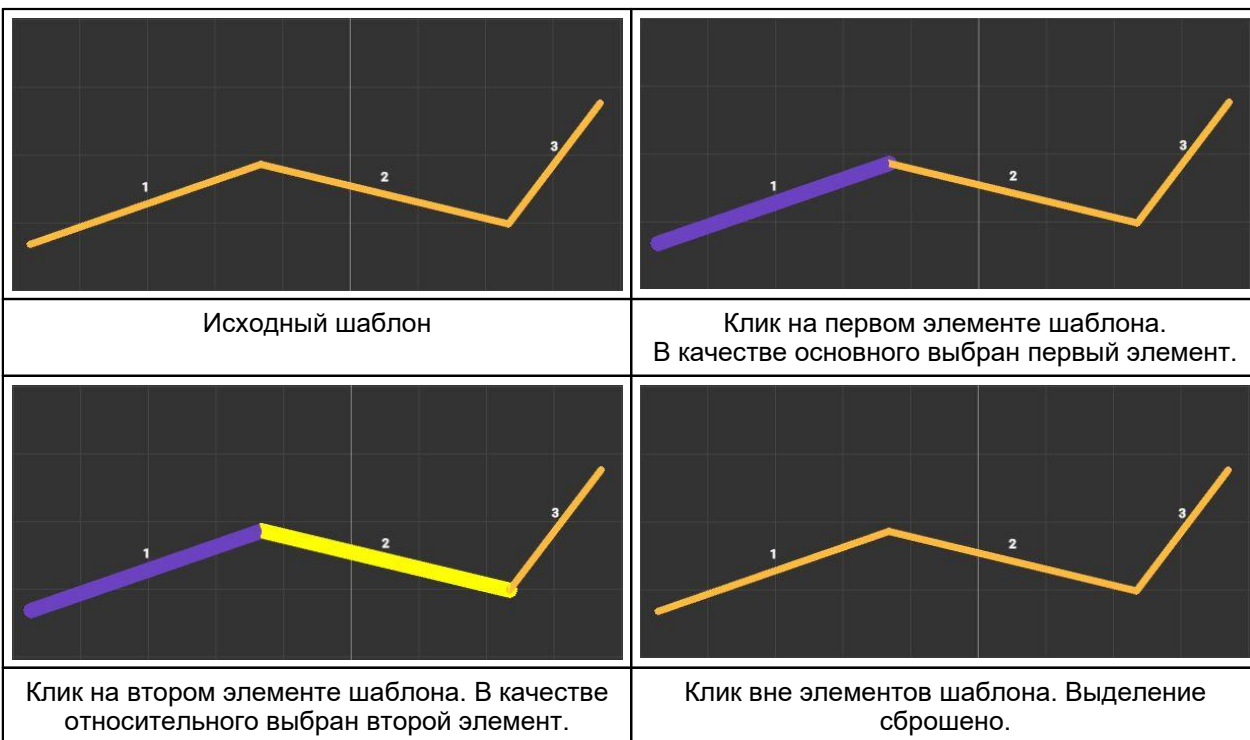 1
2
3
1
2
3
Исходный шаблон
Клик на первом элементе шаблона.
В качестве основного выбран первый элемент.
1
2
3
1
2
3
Клик на втором элементе шаблона. В качестве
относительного выбран второй элемент.
Клик вне элементов шаблона. Выделение
сброшено.